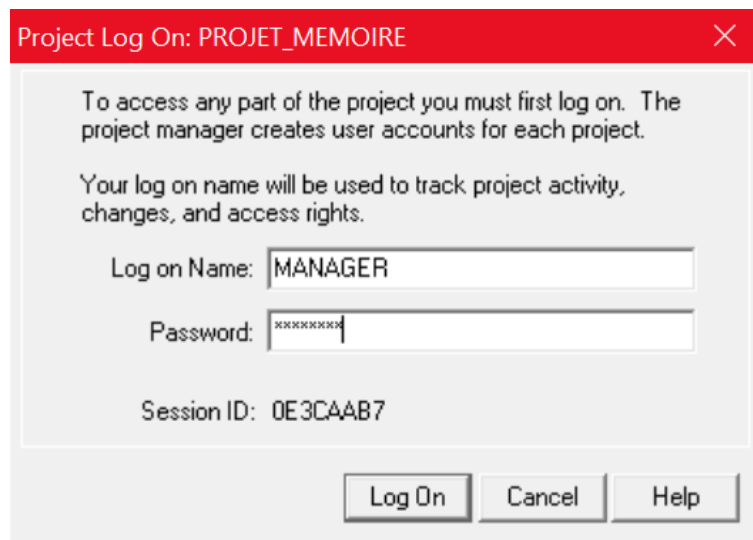 Project Log On: PROJET_MEMOIRE
To access any part of the project you must first log on. The
project manager creates user accounts for each project.
Your log on name will be used to track project activity,
changes, and access rights.
Log on Name: MANAGER
Password: ××××××××
Session ID: 0E3CAAB7
Log On Cancel Help